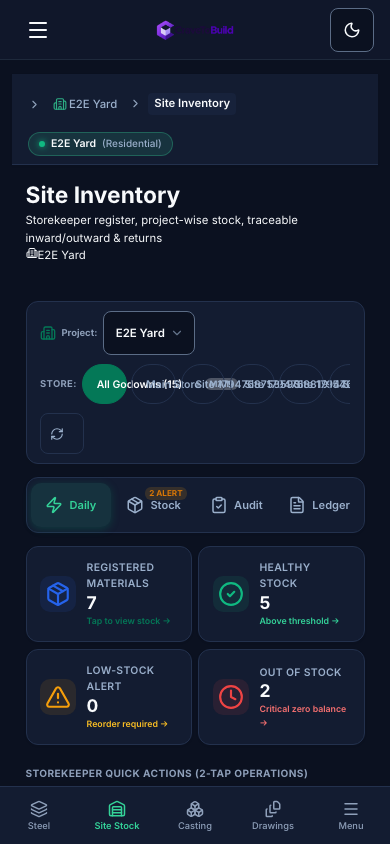 Build
E2E Yard
Site Inventory
E2E Yard (Residential)
Site Inventory
Storekeeper register, project-wise stock, traceable
inward/outward & returns
E2E Yard
Project: E2E Yard
STORE: All Godowns (15)
2 ALERT
Daily Stock Audit Ledger
REGISTERED
MATERIALS
7
Tap to view stock →
HEALTHY
STOCK
5
Above threshold →
LOW-STOCK
ALERT
0
Reorder required →
OUT OF STOCK
2
Critical zero balance
→
STOREKEEPER QUICK ACTIONS (2-TAP OPERATIONS)
Steel Site Stock Casting Drawings Menu